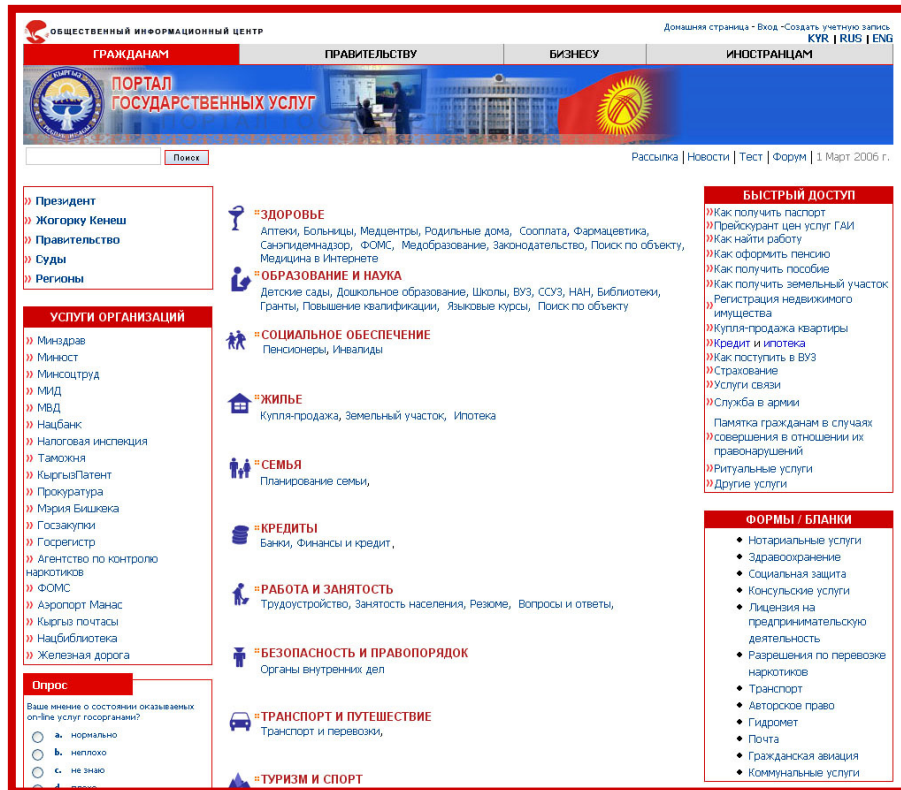 ОБЩЕСТВЕННЫЙ ИНФОРМАЦИОННЫЙ ЦЕНТР
Домашняя страница - Вход -Создать учетную запись
KYR | RUS | ENG
ГРАЖДАНАМ
ПРАВИТЕЛЬСТВУ
БИЗНЕСУ
ИНОСТРАНЦАМ
ПОРТАЛ
ГОСУДАРСТВЕННЫХ УСЛУГ
Поиск
Рассылка | Новости | Тест | Форум | 1 Март 2006 г.
» Президент
» Жогорку Кенеш
» Правительство
» Суды
» Регионы
УСЛУГИ ОРГАНИЗАЦИЙ
» Минздрав
» Минюст
» Минсоцтруд
» МИД
» МВД
» Нацбанк
» Налоговая инспекция
» Таможня
» КыргызПатент
» Прокуратура
» Мэрия Бишкека
» Госзакупки
» Госрегистр
» Агентство по контролю
наркотиков
» ФОМС
» Аэропорт Манас
» Кыргыз почтасы
» Нацбиблиотека
» Железная дорога
Опрос
Ваше мнение о состоянии оказываемых
on-line услуг госорганами?
a. нормально
b. неплохо
c. не знаю
d. плохо
ЗДОРОВЬЕ
Аптеки, Больницы, Медцентры, Родильные дома, Сооплата, Фармацевтика,
Санэпидемнадзор, ФОМС, Медобразование, Законодательство, Поиск по объекту,
Медицина в Интернете
ОБРАЗОВАНИЕ И НАУКА
Детские сады, Дошкольное образование, Школы, ВУЗ, ССУЗ, НАН, Библиотеки,
Гранты, Повышение квалификации, Языковые курсы, Поиск по объекту
СОЦИАЛЬНОЕ ОБЕСПЕЧЕНИЕ
Пенсионеры, Инвалиды
ЖИЛЬЕ
Купля-продажа, Земельный участок, Ипотека
СЕМЬЯ
Планирование семьи,
КРЕДИТЫ
Банки, Финансы и кредит,
РАБОТА И ЗАНЯТОСТЬ
Трудоустройство, Занятость населения, Резюме, Вопросы и ответы,
БЕЗОПАСНОСТЬ И ПРАВОПОРЯДОК
Органы внутренних дел
ТРАНСПОРТ И ПУТЕШЕСТВИЕ
Транспорт и перевозки,
ТУРИЗМ И СПОРТ
БЫСТРЫЙ ДОСТУП
»Как получить паспорт
»Прейскурант цен услуг ГАИ
»Как найти работу
»Как оформить пенсию
»Как получить пособие
»Как получить земельный участок
»Регистрация недвижимого
имущества
»Купля-продажа квартиры
»Кредит и ипотека
»Как поступить в ВУЗ
»Страхование
»Услуги связи
»Служба в армии
Памятка гражданам в случаях
»совершения в отношении их
правонарушений
»Ритуальные услуги
»Другие услуги
ФОРМЫ / БЛАНКИ
Нотариальные услуги
Здравоохранение
Социальная защита
Консульские услуги
Лицензия на
предпринимательскую
деятельность
Разрешения по перевозке
наркотиков
Транспорт
Авторское право
Гидромет
Почта
Гражданская авиация
Коммунальные услуги